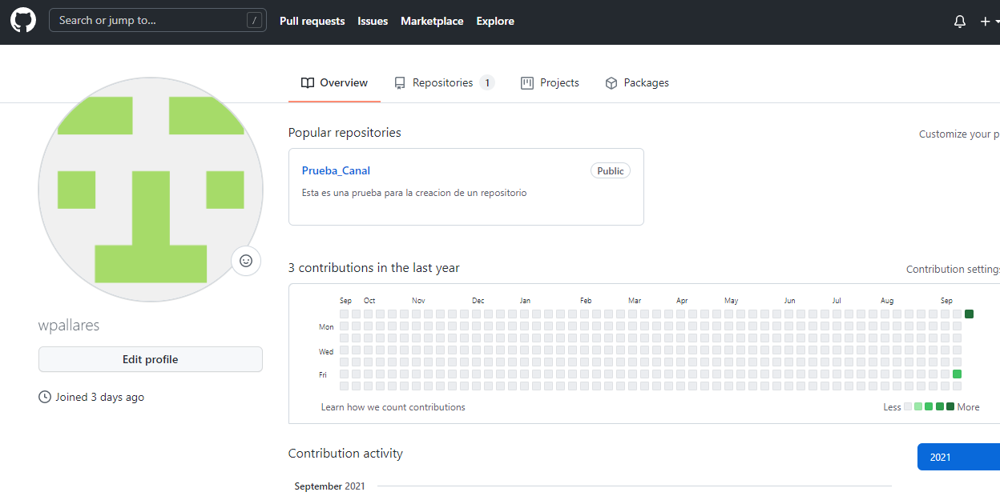 Search or jump to... /
Pull requests Issues Marketplace Explore
Overview Repositories 1 Projects Packages
Popular repositories
Customize your p
Prueba_Canal Public
Esta es una prueba para la creacion de un repositorio
3 contributions in the last year
Contribution settings
Sep Oct Nov Dec Jan Feb Mar Apr May Jun Jul Aug Sep
Mon
Wed
Fri
Learn how we count contributions
Less More
wpallares
Edit profile
Joined 3 days ago
Contribution activity
2021
September 2021